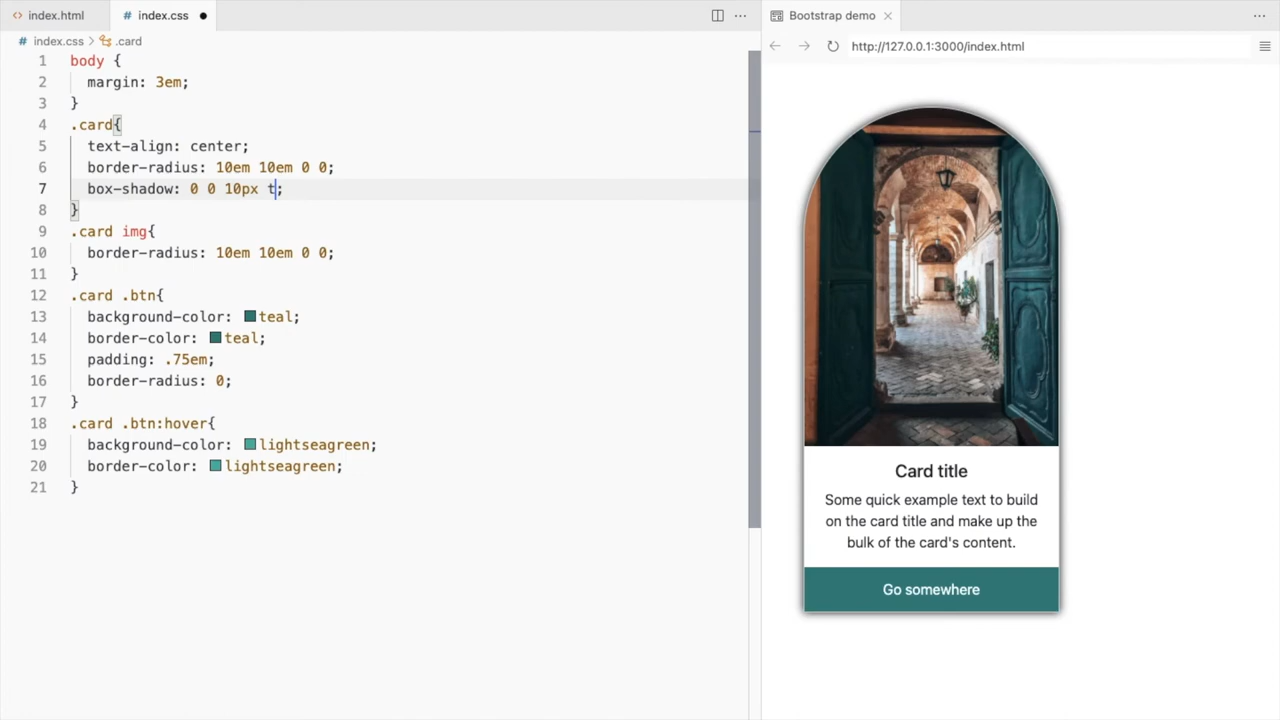 index.html
index.css
index.css > .card
1 body {
2 margin: 3em;
3 }
4 .card{
5 text-align: center;
6 border-radius: 10em 10em 0 0;
7 box-shadow: 0 0 10px t;
8 }
9 .card img{
10 border-radius: 10em 10em 0 0;
11 }
12 .card .btn{
13 background-color: teal;
14 border-color: teal;
15 padding: .75em;
16 border-radius: 0;
17 }
18 .card .btn:hover{
19 background-color: lightseagreen;
20 border-color: lightseagreen;
21 }
Bootstrap demo
http://127.0.0.1:3000/index.html
Card title
Some quick example text to build
on the card title and make up the
bulk of the card's content.
Go somewhere